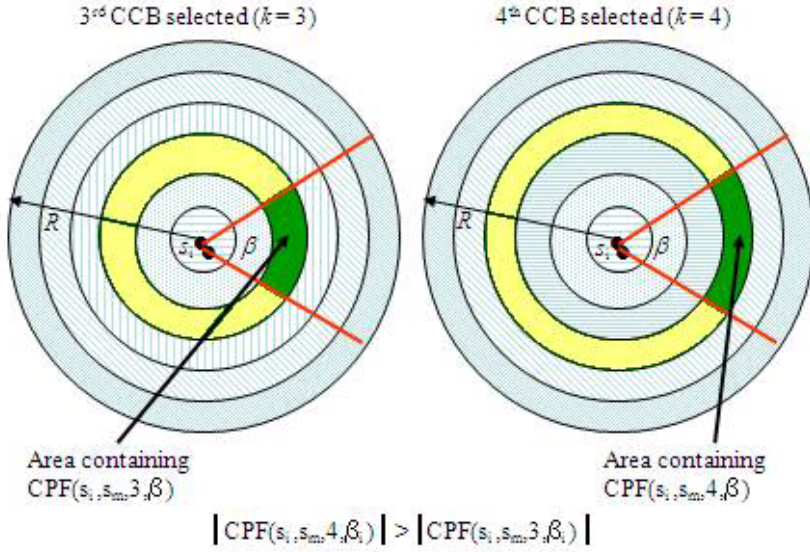 3rd CCB selected (k = 3)
4th CCB selected (k = 4)
R
si
β
R
si
β
Area containing
CPF(si,sm,3,β)
Area containing
CPF(si,sm,4,β)
|CPF(si,sm,4,βi)| > |CPF(si,sm,3,βi)|